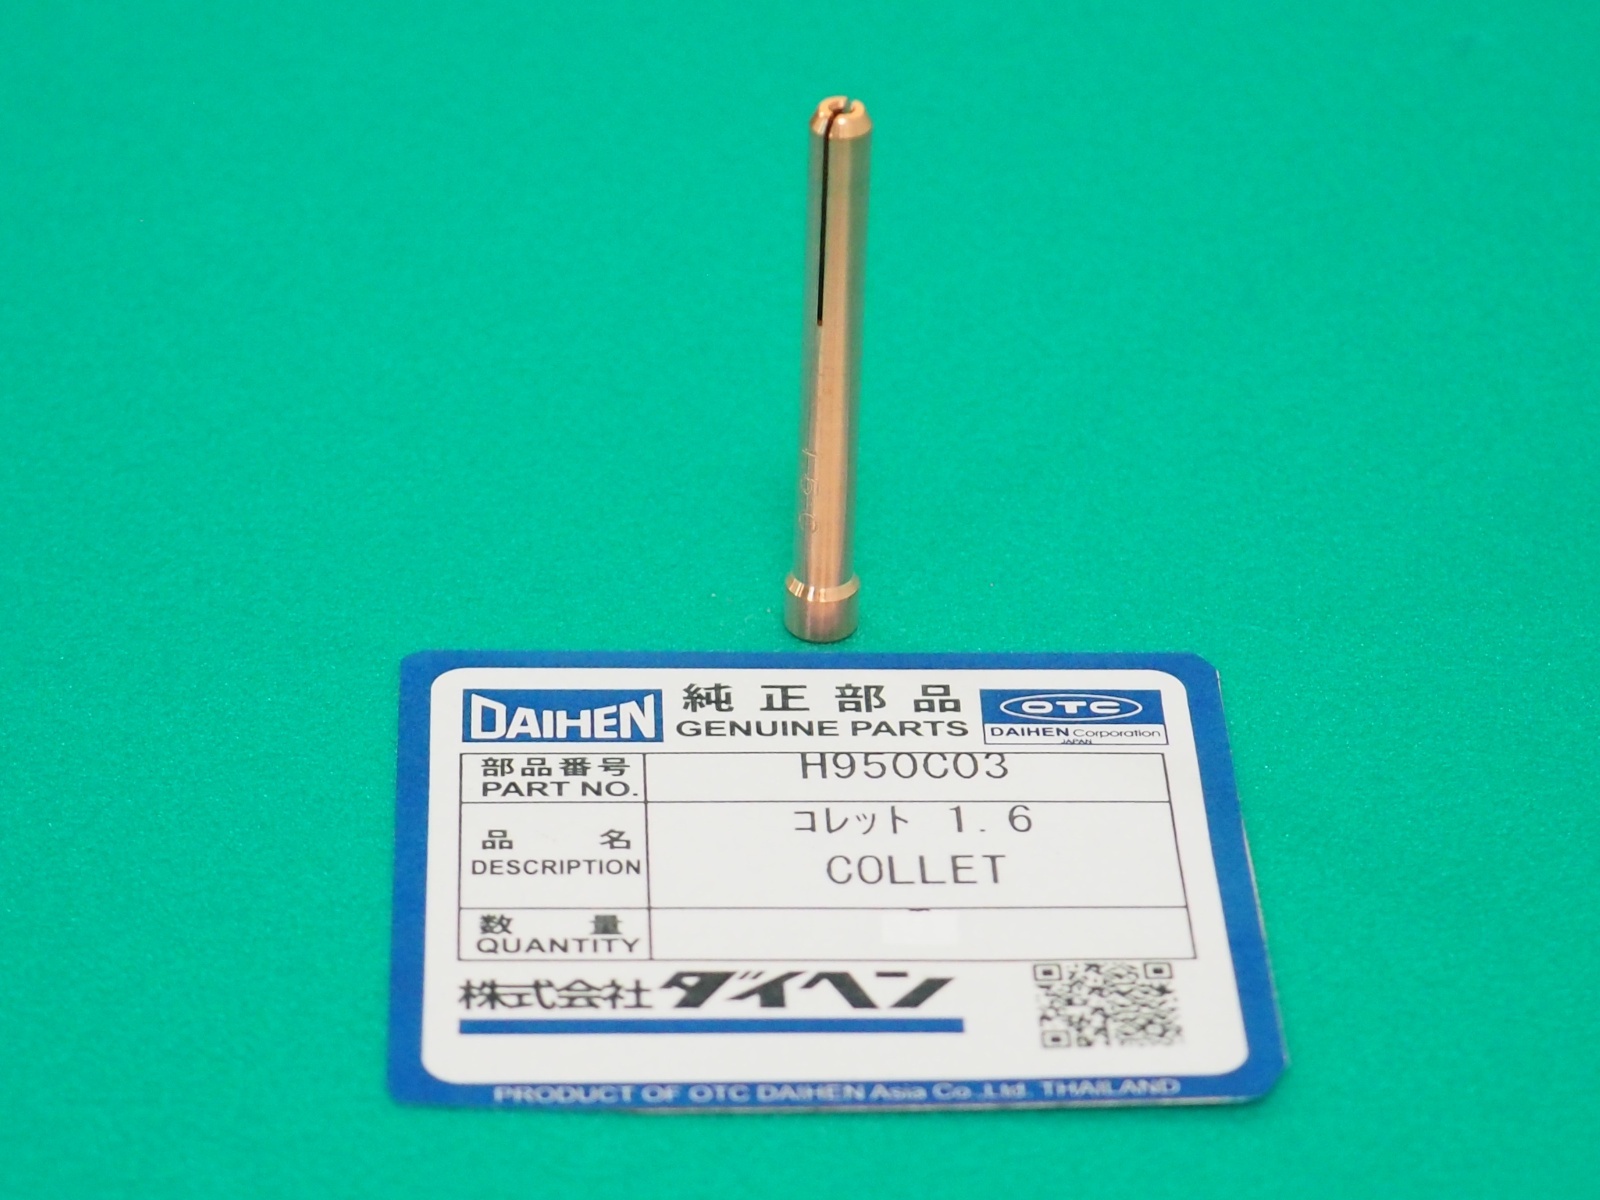 DAIHEN
純正部品
GENUINE PARTS
OTC
DAIHEN Corporation
JAPAN
部品番号
PART NO.
H950C03
品名
DESCRIPTION
コレット 1.6
COLLET
数量
QUANTITY
株式会社ダイヘン
PRODUCT OF OTC DAIHEN Asia Co.,Ltd. THAILAND